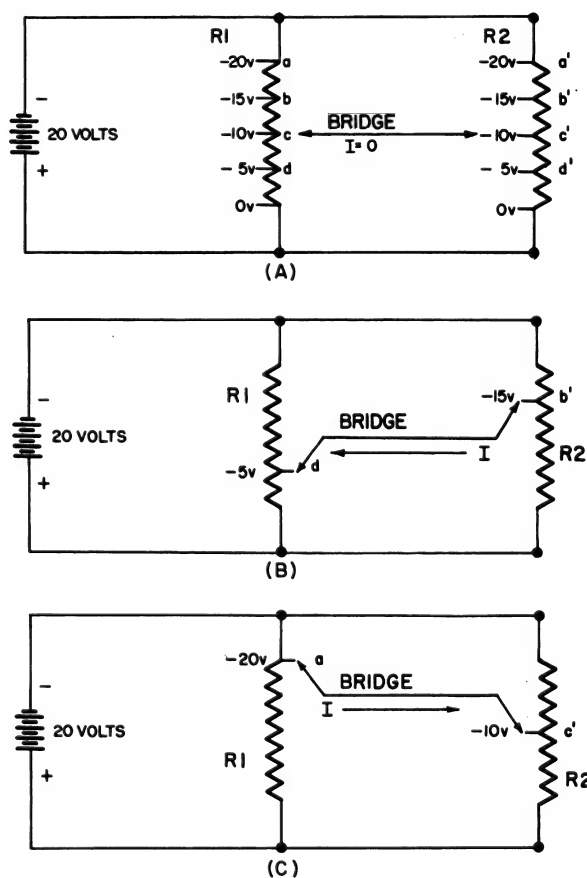 R1 R2
-20v a -20v a'
-15v b -15v b'
- 20 VOLTS + -10v c BRIDGE I=0 -10v c'
- 5v d - 5v d'
0v 0v
(A)
- 20 VOLTS +
R1 -15v b'
BRIDGE
I R2
-5v d
(B)
-20v a
BRIDGE
- 20 VOLTS + I -10v c'
R1 R2
(C)